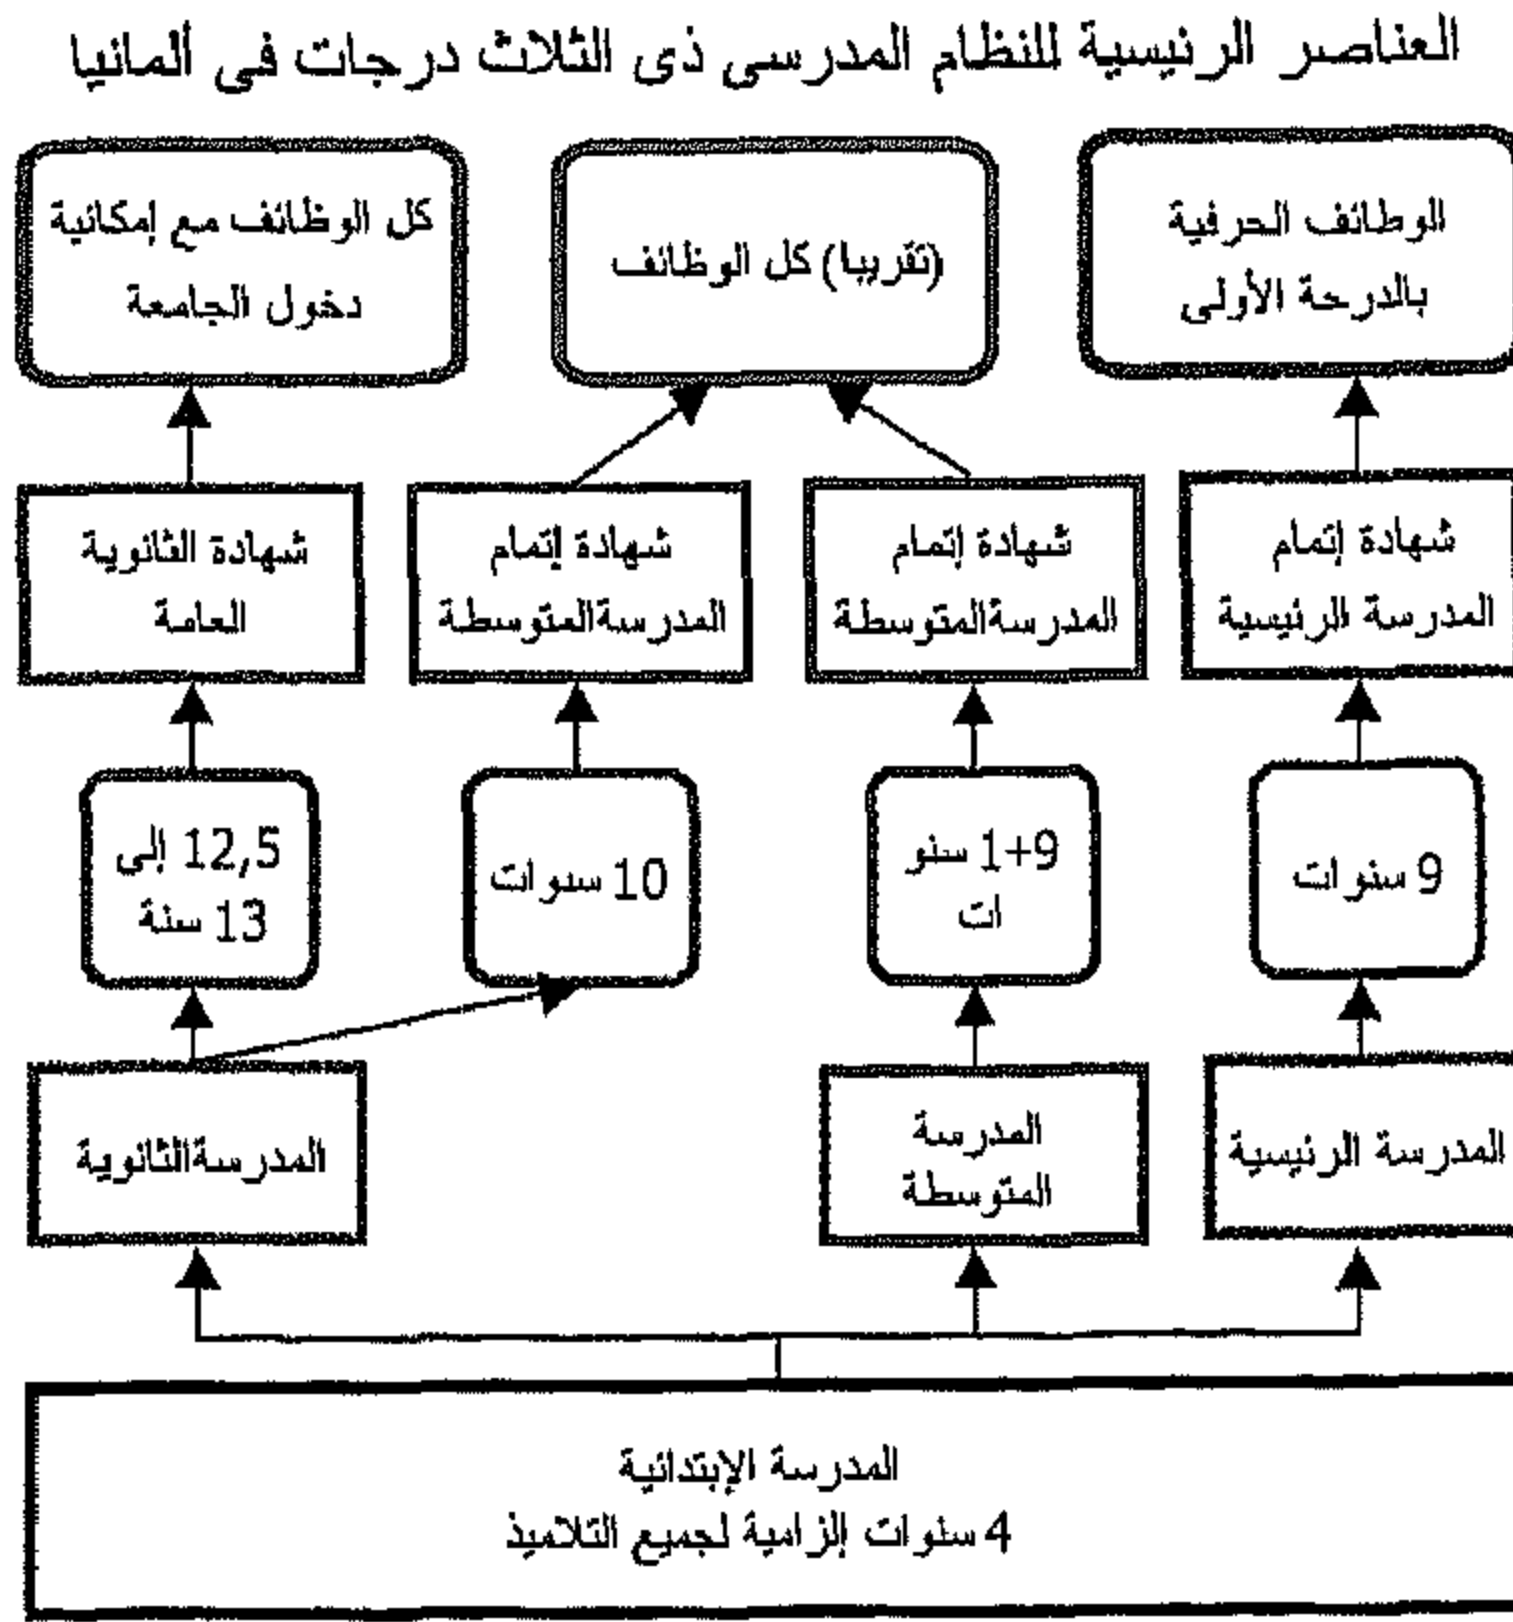 العناصر الرئيسية للنظام المدرسى ذى الثلاث درجات فى ألمانيا
الوطائف الحرفية
بالدرحة الأولى
(تقريبا) كل الوظائف
كل الوظائف مع إمكانية
دخول الجامعة
شهادة إتمام
المدرسة الرئيسية
شهادة إتمام
المدرسةالمتوسطة
شهادة إتمام
المدرسةالمتوسطة
شهادة الثانوية
العامة
9 سنوات
9+1 سنو
ات
10 سنوات
12,5 إلى
13 سنة
المدرسة الرئيسية
المدرسة
المتوسطة
المدرسةالثانوية
المدرسة الإبتدائية
4 سنوات إلزامية لجميع التلاميذ